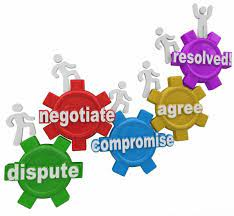 dispute
negotiate
compromise
agree
resolved!